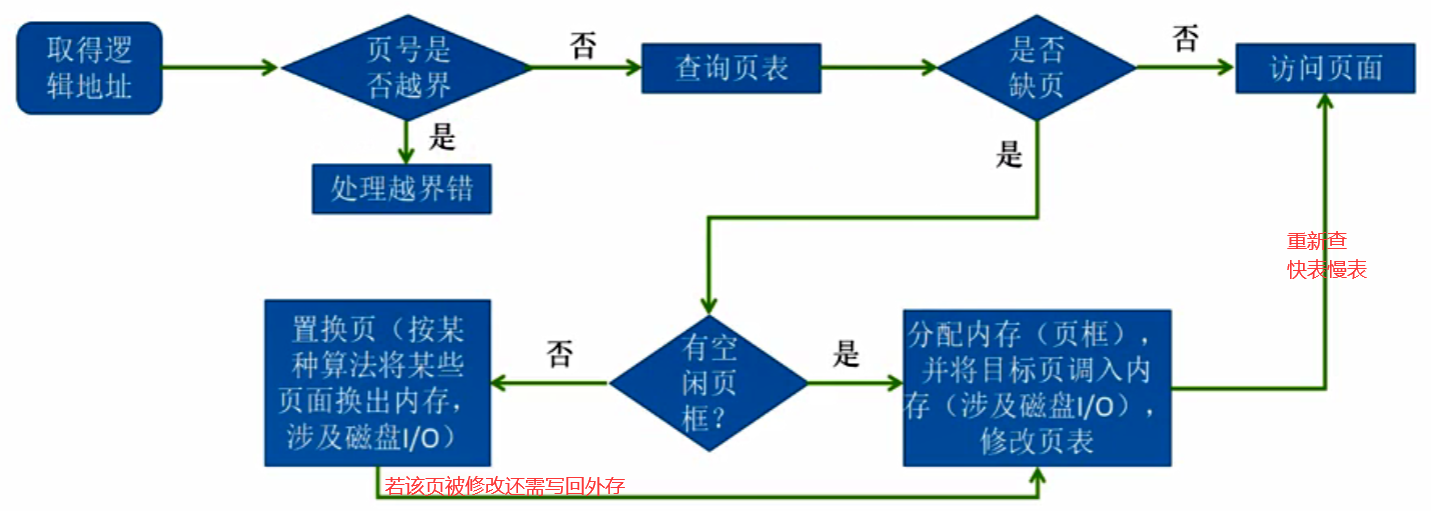 取得逻
辑地址
页号是
否越界
否
查询页表
是否
缺页
否
访问页面
是
处理越界错
是
重新查
快表慢表
有空
闲页
框？
否
置换页（按某
种算法将某些
页面换出内存，
涉及磁盘I/O）
是
分配内存（页框），
并将目标页调入内
存（涉及磁盘I/O），
修改页表
若该页被修改还需写回外存